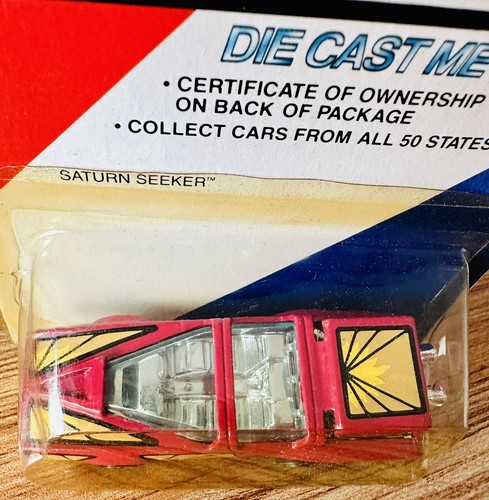 DIE CAST ME
• CERTIFICATE OF OWNERSHIP
ON BACK OF PACKAGE
• COLLECT CARS FROM ALL 50 STATES
SATURN SEEKER™